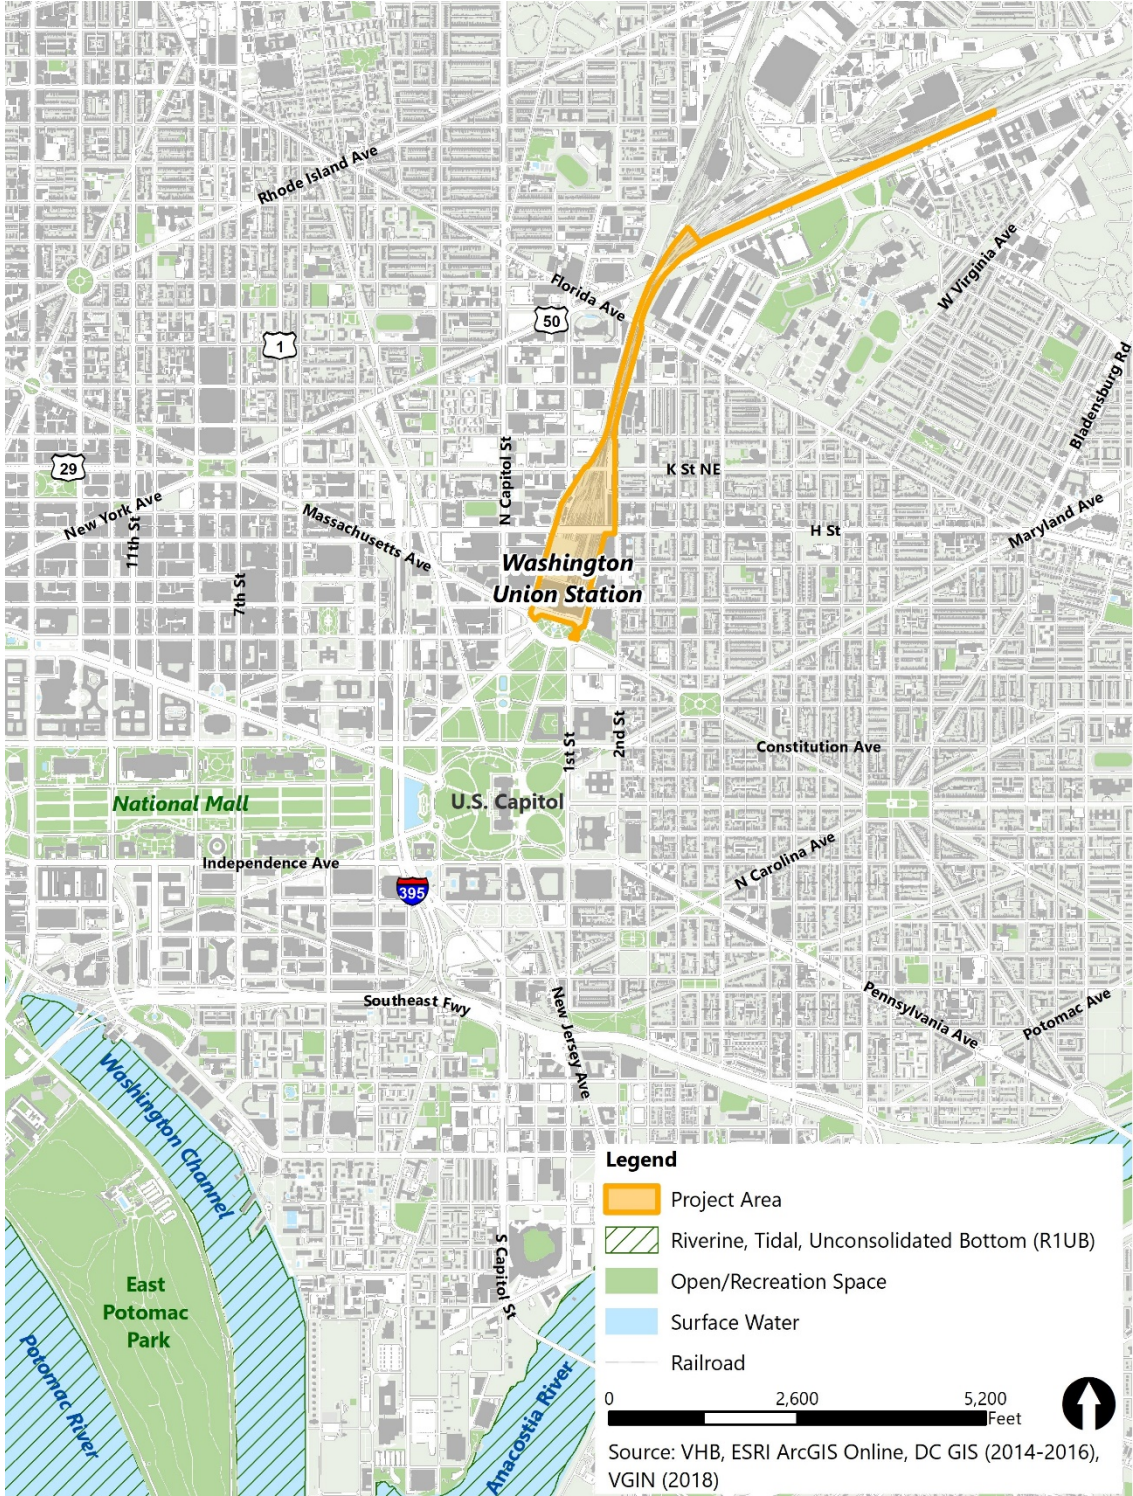 Rhode Island Ave
W Virginia Ave
Florida Ave
50
1
Bladensburg Rd
N Capitol St
K St NE
29
New York Ave
11th St
Massachusetts Ave
Maryland Ave
H St
Washington
Union Station
7th St
1st St
2nd St
Constitution Ave
National Mall
U.S. Capitol
Independence Ave
N Carolina Ave
395
Southeast Fwy
New Jersey Ave
Pennsylvania Ave
Potomac Ave
Washington Channel
S Capitol St
East
Potomac
Park
Potomac River
Anacostia River
Legend
Project Area
Riverine, Tidal, Unconsolidated Bottom (R1UB)
Open/Recreation Space
Surface Water
Railroad
0 2,600 5,200
Feet
Source: VHB, ESRI ArcGIS Online, DC GIS (2014-2016),
VGIN (2018)